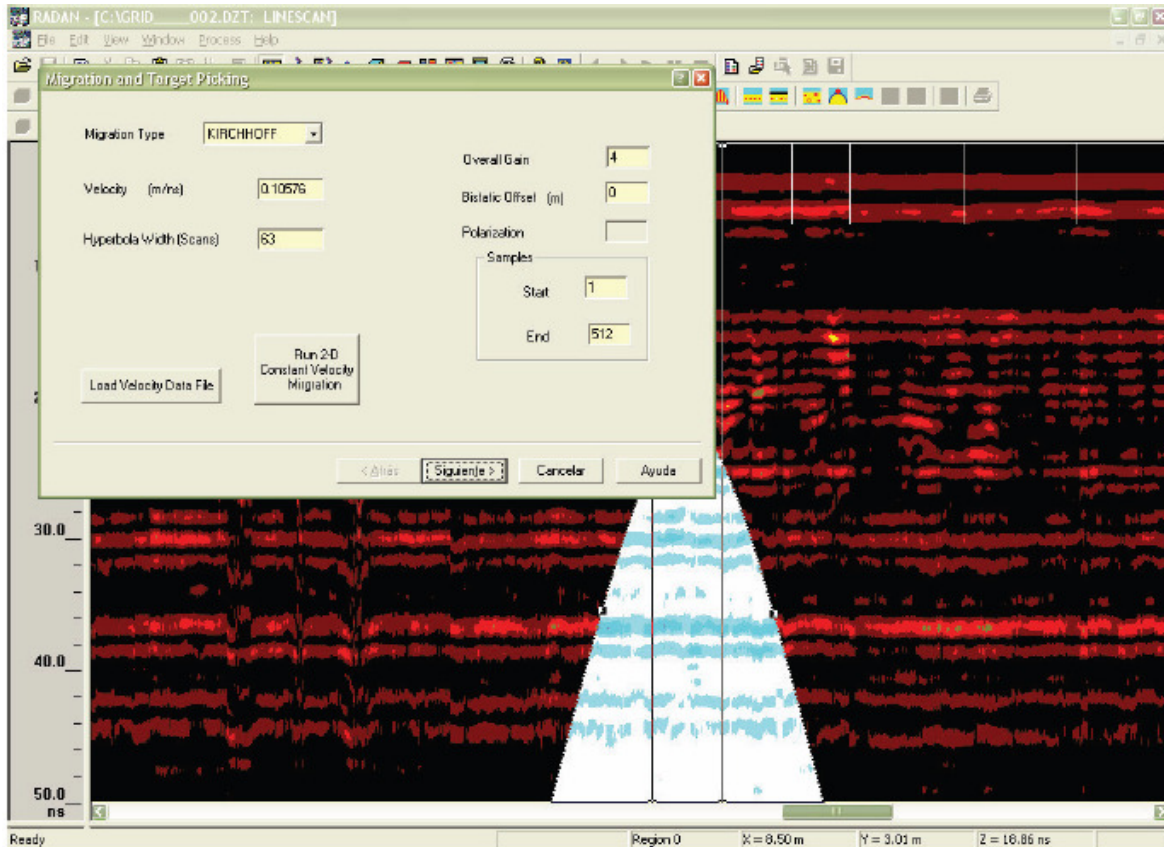 RADAN - [C:\GRID____002.DZT: LINESCAN]
File Edit View Window Process Help
Migration and Target Picking
Migration Type KIRCHHOFF
Velocity (m/ns) 0.10576
Hyperbola Width (Scans) 63
Overall Gain 4
Bistatic Offset (m) 0
Polarization
Samples
Start 1
End 512
Load Velocity Data File
Run 2-D
Constant Velocity
Migration
< Atrás Siguiente > Cancelar Ayuda
30.0
40.0
50.0
ns
Ready Region 0 X = 8.50 m Y = 3.01 m Z = 18.86 ns